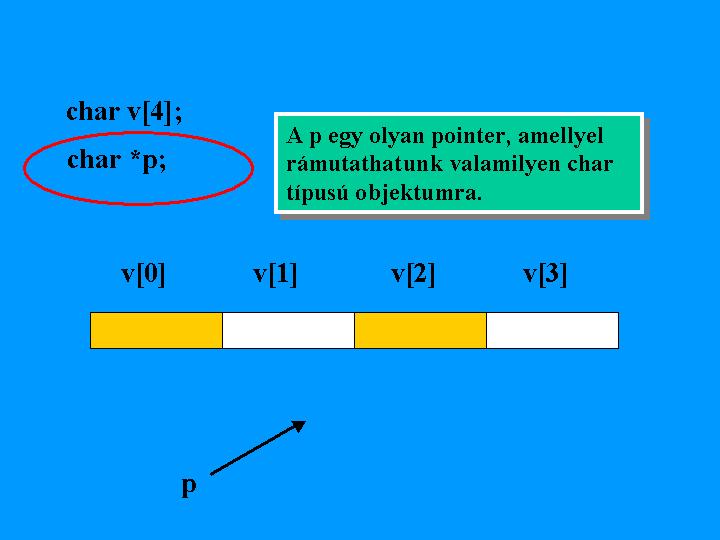 char v[4];
char *p;
A p egy olyan pointer, amellyel
rámutathatunk valamilyen char
típusú objektumra.
v[0] v[1] v[2] v[3]
p